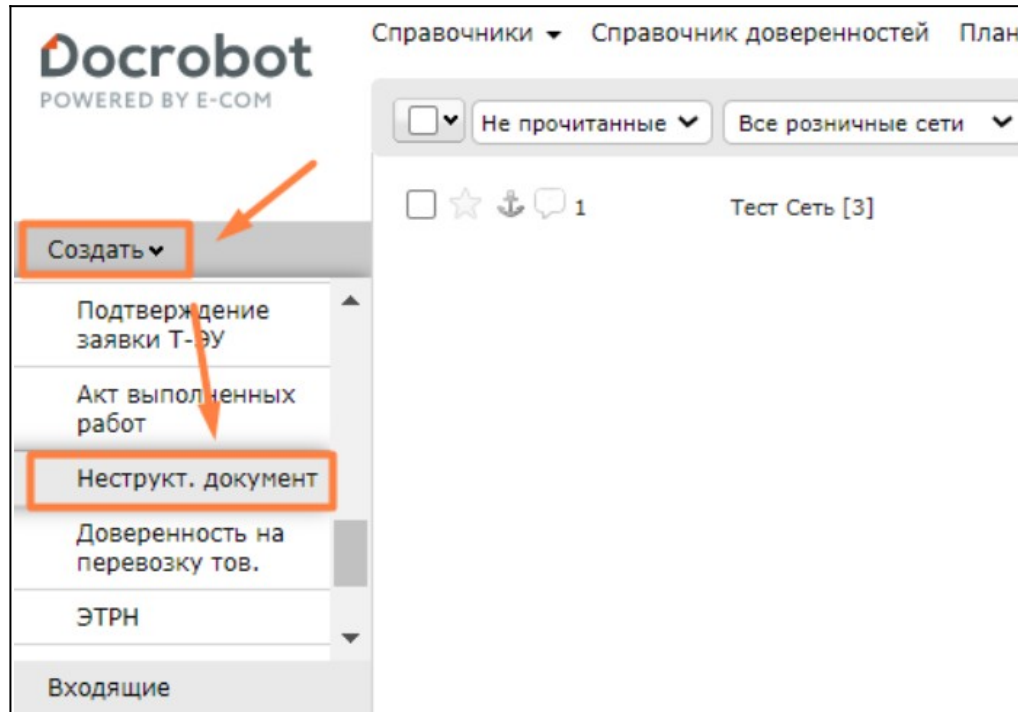 Docrobot
POWERED BY E-COM
Справочники Справочник доверенностей План
Не прочитанные Все розничные сети
1 Тест Сеть [3]
Создать
Подтверждение
заявки Т-ЭУ
Акт выполненных
работ
Неструкт. документ
Доверенность на
перевозку тов.
ЭТРН
Входящие